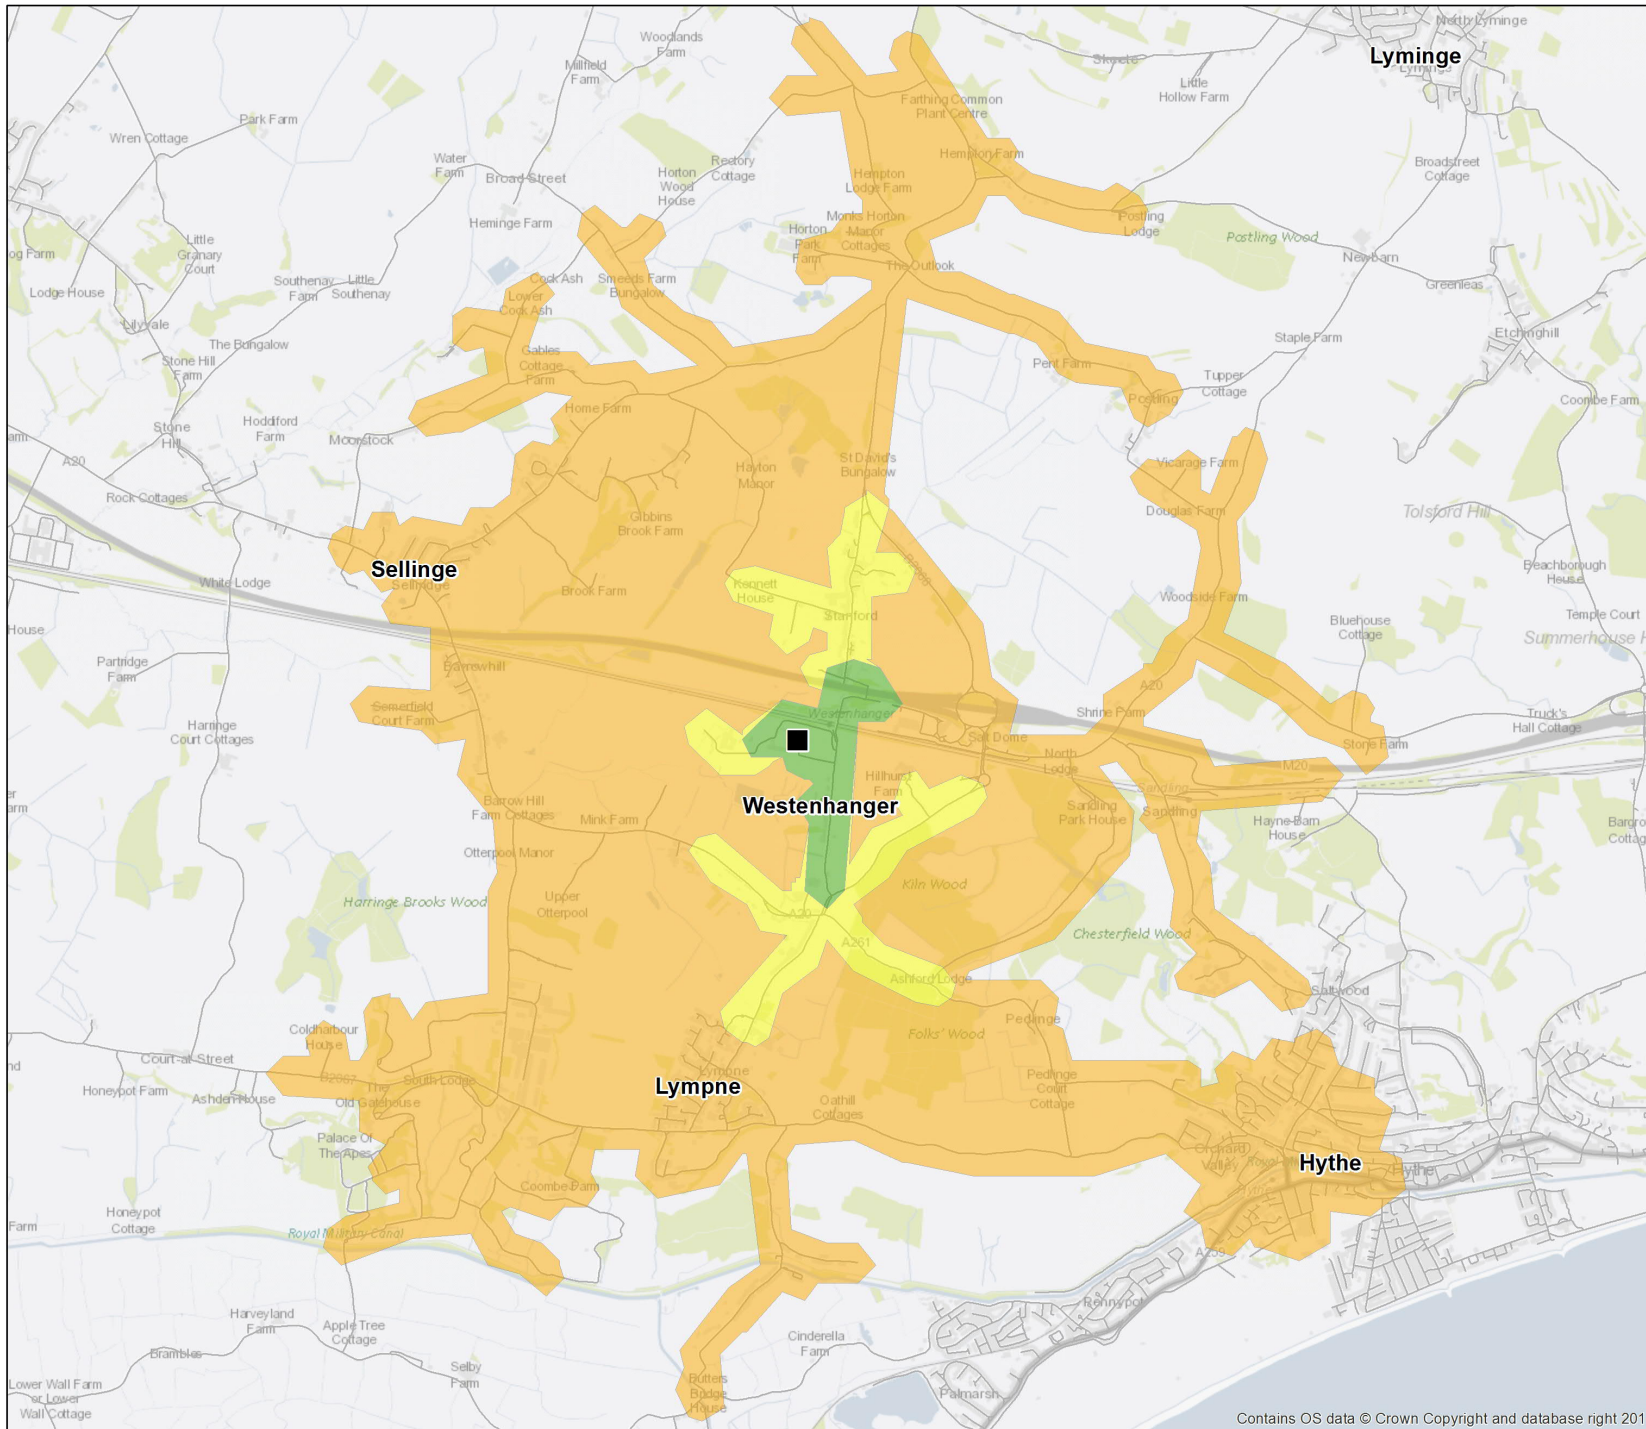 North Lyminge
Lyminge
Lyminge
Woodlands
Farm
Millfield
Farm
Skeete
Little
Hollow Farm
Farthing Common
Plant Centre
Park Farm
Wren Cottage
Water
Farm
Broad Street
Rectory
Cottage
Horton
Wood
House
Hempton Farm
Hempton
Lodge Farm
Broadstreet
Cottage
Heminge Farm
Monks Horton
Manor
Cottages
Horton
Park
Farm
Postling
Lodge
Postling Wood
Newbarn
Little
Granary
Court
og Farm
Lodge House
Southenay
Farm
Little
Southenay
Cock Ash
Lower
Cock Ash
Smeeds Farm
Bungalow
The Outlook
Greenleas
Lilyvale
The Bungalow
Stone Hill
Farm
Gables
Cottage
Farm
Pent Farm
Staple Farm
Etchinghill
Tupper
Cottage
Postling
Coombe Farm
Home Farm
Stone
Hill
Hoddiford
Farm
Moorstock
arm
A20
Rock Cottages
Hayton
Manor
St David's
Bungalow
Vicarage Farm
Douglas Farm
Tolsford Hill
Gibbins
Brook Farm
Sellinge
Sellindge
White Lodge
Brook Farm
Kennett
House
B2068
Stanford
Woodside Farm
Beachborough
House
Temple Court
Summerhouse H
Bluehouse
Cottage
House
Partridge
Farm
Barrowhill
Somerfield
Court Farm
Harringe
Court Cottages
Westenhanger
A20
Shrine Farm
Salt Dome
North
Lodge
Stone Farm
Truck's
Hall Cottage
M20
Hillhurst
Farm
Sandling
Sandling
Sandling
Park House
Hayne Barn
House
Bargro
Cottag
er
arm
Westenhanger
Barrow Hill
Farm Cottages
Mink Farm
Otterpool Manor
Upper
Otterpool
Kiln Wood
Harringe Brooks Wood
A20
A261
Chesterfield Wood
Ashford Lodge
Saltwood
Coldharbour
House
Pedlinge
Folks' Wood
nd
Court-at-Street
Honeypot Farm
Ashden House
B2067
The
Old Gatehouse
South Lodge
Lympne
Lympne
Oathill
Cottages
Pedlinge
Court
Cottage
Palace Of
The Apes
Orchard
Valley
Hythe
Hythe
Coombe Farm
Honeypot
Cottage
Farm
Royal Military Canal
A259
Harveyland
Farm
Apple Tree
Cottage
Brambles
Selby
Farm
Cinderella
Farm
Pennypot
Palmarsh
Lower Wall Farm
or Lower
Wall Cottage
Butters
Bridge
House
Contains OS data © Crown Copyright and database right 201